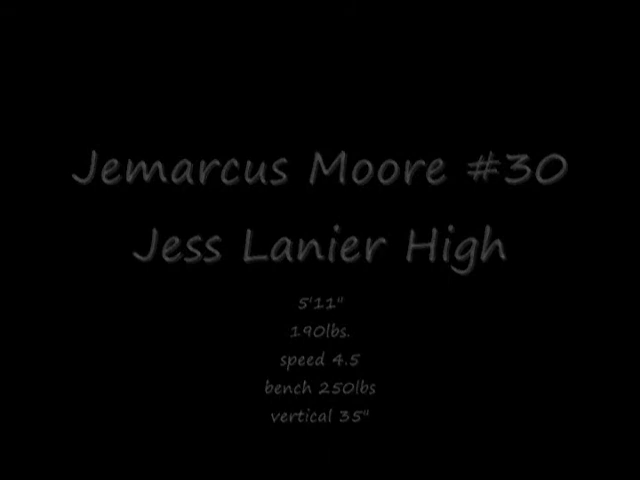 Jemarcus Moore #30
Jess Lanier High
5'11"
190lbs.
speed 4.5
bench 250lbs
vertical 35"